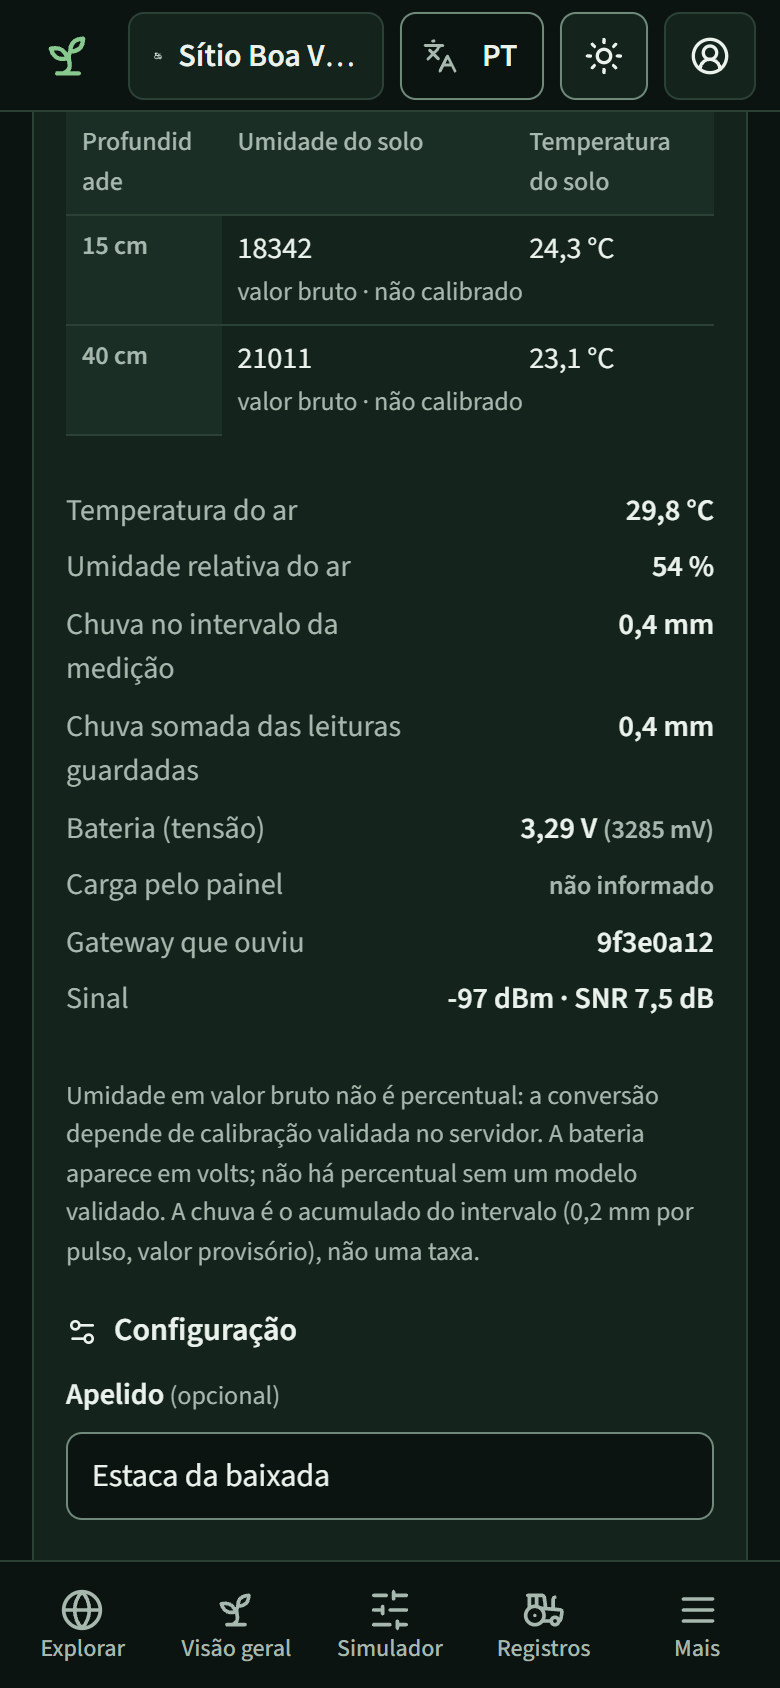 Sítio Boa V…
PT
Profundid
ade
Umidade do solo
Temperatura
do solo
15 cm
18342
valor bruto · não calibrado
24,3 °C
40 cm
21011
valor bruto · não calibrado
23,1 °C
Temperatura do ar
29,8 °C
Umidade relativa do ar
54 %
Chuva no intervalo da
medição
0,4 mm
Chuva somada das leituras
guardadas
0,4 mm
Bateria (tensão)
3,29 V (3285 mV)
Carga pelo painel
não informado
Gateway que ouviu
9f3e0a12
Sinal
-97 dBm · SNR 7,5 dB
Umidade em valor bruto não é percentual: a conversão
depende de calibração validada no servidor. A bateria
aparece em volts; não há percentual sem um modelo
validado. A chuva é o acumulado do intervalo (0,2 mm por
pulso, valor provisório), não uma taxa.
Configuração
Apelido (opcional)
Estaca da baixada
Explorar
Visão geral
Simulador
Registros
Mais